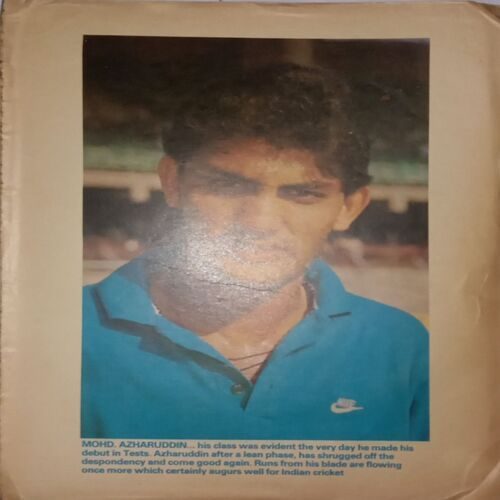 MOHD. AZHARUDDIN... his class was evident the very day he made his
debut in Tests. Azharuddin after a lean phase, has shrugged off the
despondency and come good again. Runs from his blade are flowing
once more which certainly augurs well for Indian cricket